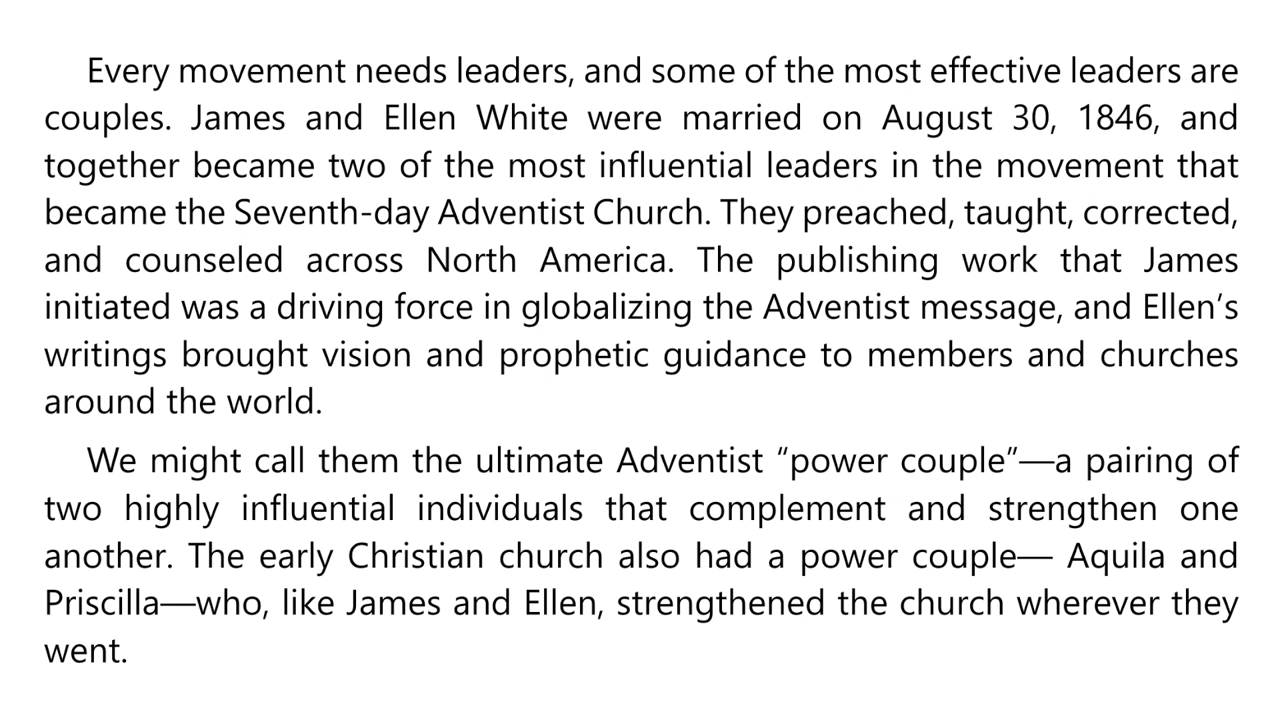 Every movement needs leaders, and some of the most effective leaders are
couples. James and Ellen White were married on August 30, 1846, and
together became two of the most influential leaders in the movement that
became the Seventh-day Adventist Church. They preached, taught, corrected,
and counseled across North America. The publishing work that James
initiated was a driving force in globalizing the Adventist message, and Ellen’s
writings brought vision and prophetic guidance to members and churches
around the world.
We might call them the ultimate Adventist “power couple”—a pairing of
two highly influential individuals that complement and strengthen one
another. The early Christian church also had a power couple— Aquila and
Priscilla—who, like James and Ellen, strengthened the church wherever they
went.